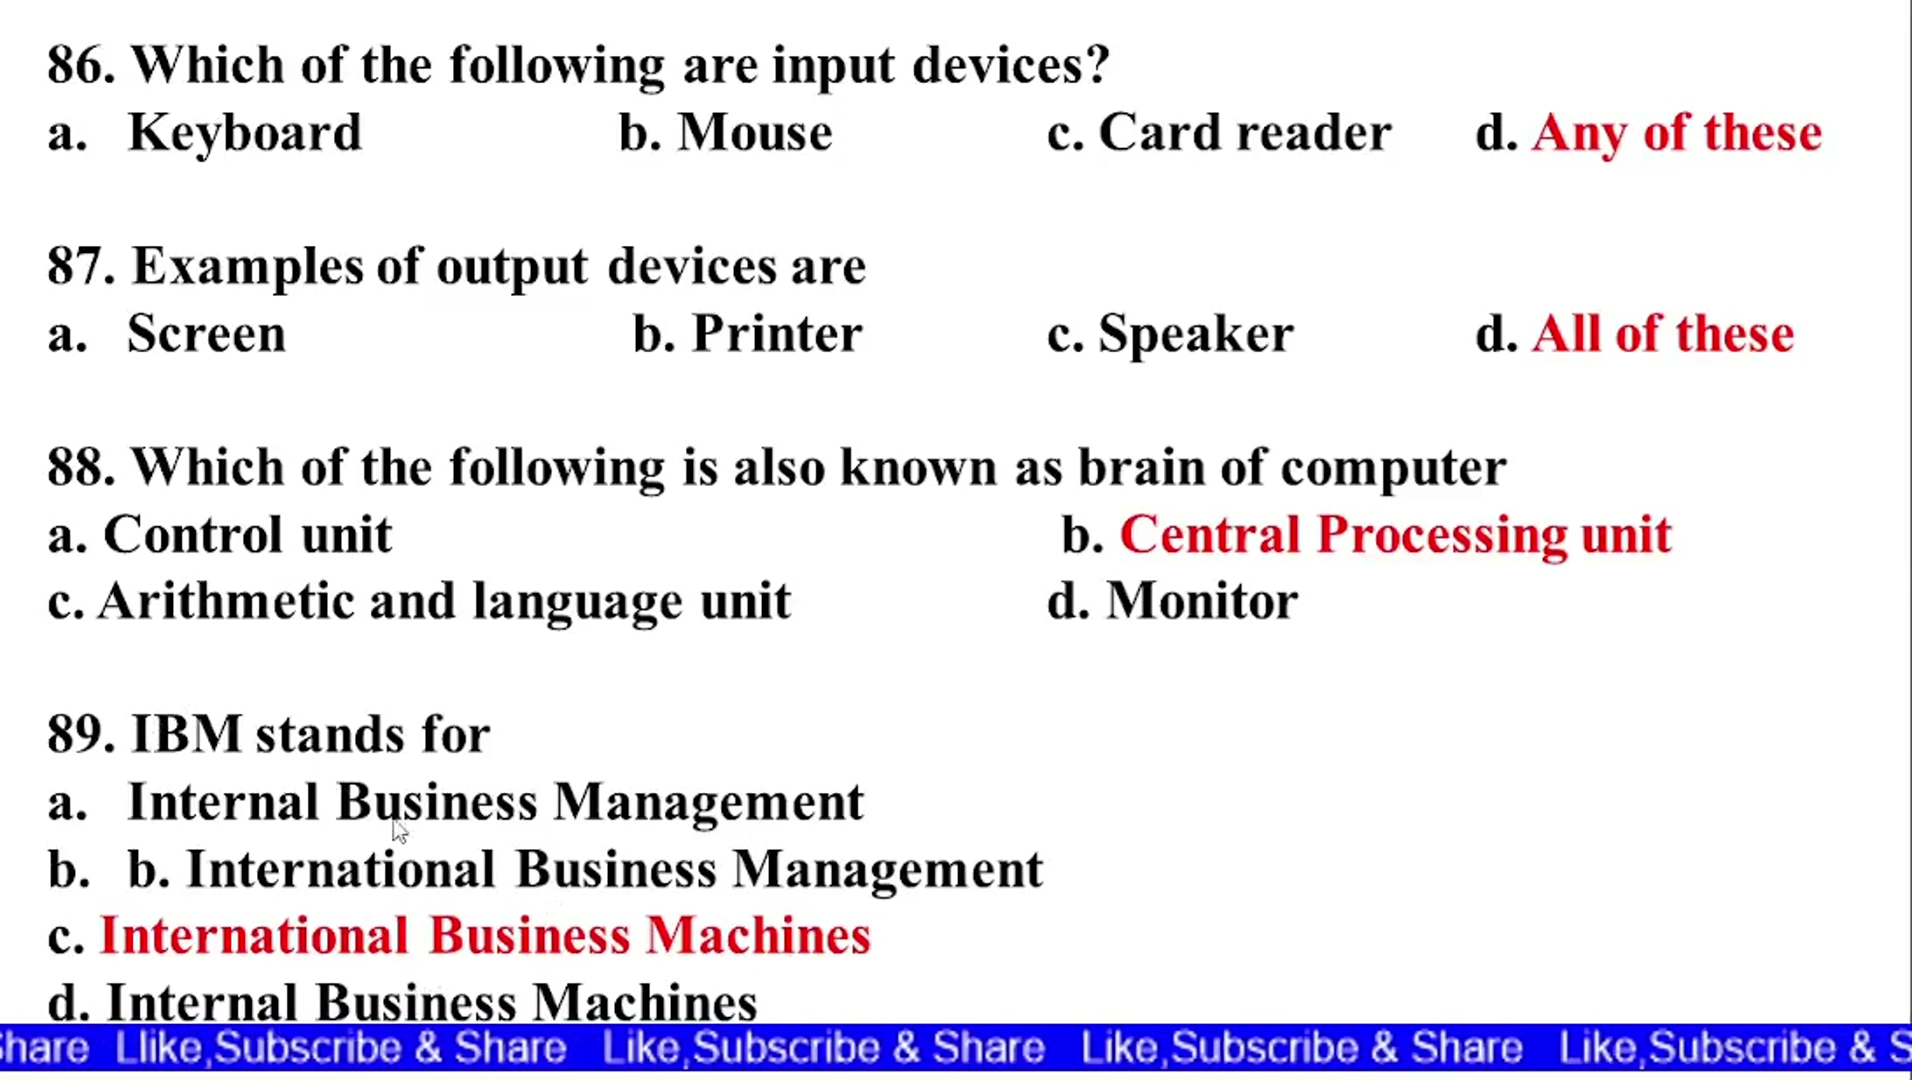 86. Which of the following are input devices?
a. Keyboard b. Mouse c. Card reader d. Any of these
87. Examples of output devices are
a. Screen b. Printer c. Speaker d. All of these
88. Which of the following is also known as brain of computer
a. Control unit b. Central Processing unit
c. Arithmetic and language unit d. Monitor
89. IBM stands for
a. Internal Business Management
b. b. International Business Management
c. International Business Machines
d. Internal Business Machines
hare Llike,Subscribe & Share Like,Subscribe & Share Like,Subscribe & Share Like,Subscribe & S